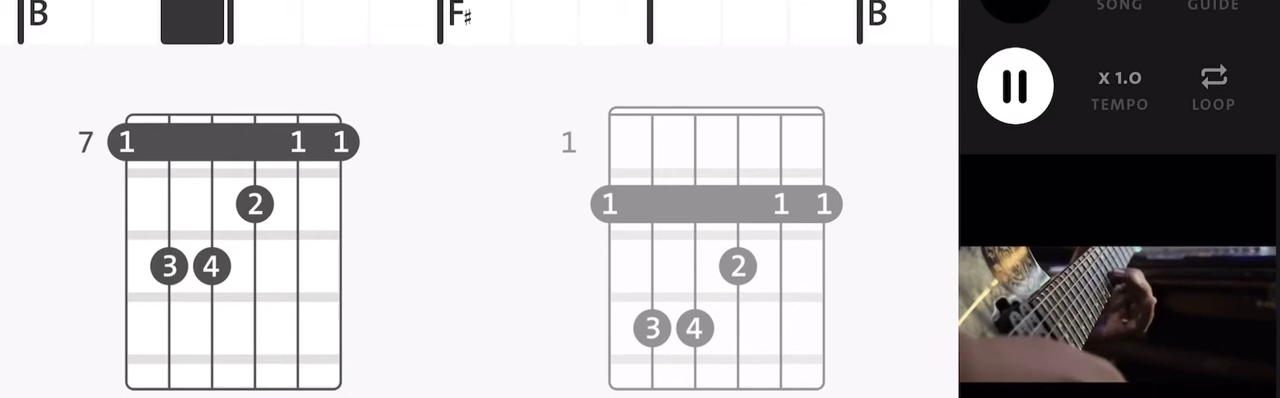 B F♯ B
SONG GUIDE
X 1.0
TEMPO LOOP
7 1 1 1
2
3 4
1
1 1 1
2
3 4